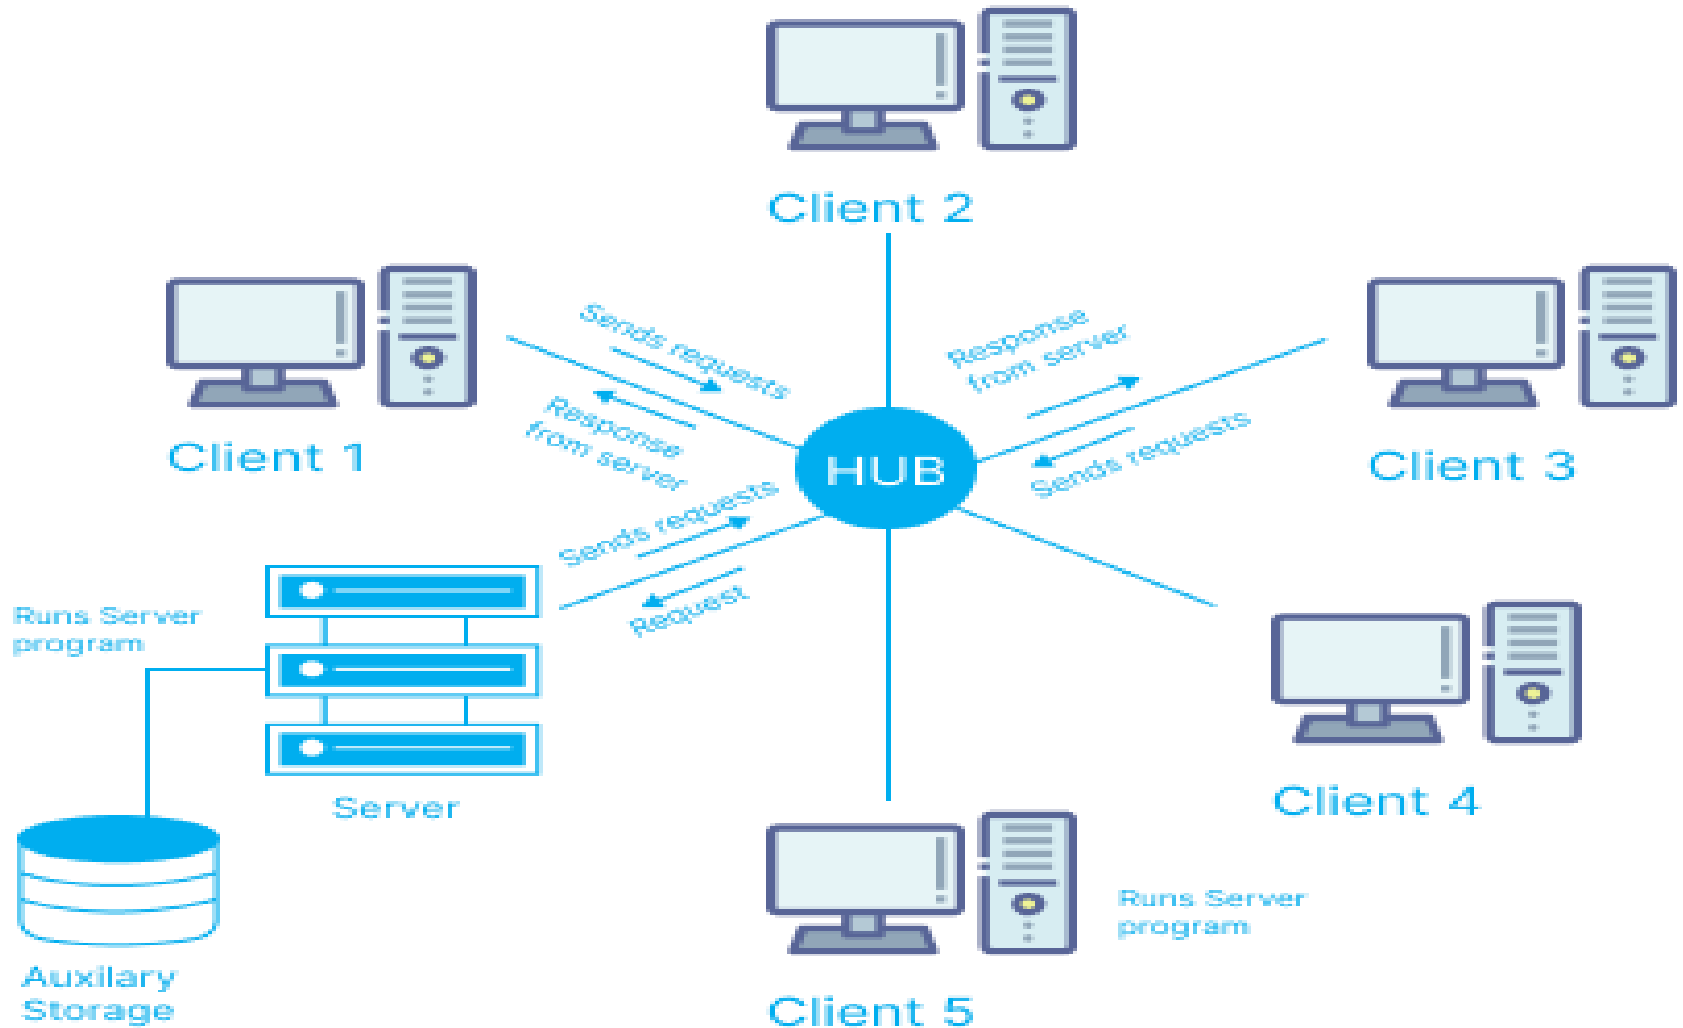 Client 2
Sends requests
Response
from server
Response
from server
Client 1
HUB
Sends requests
Client 3
Sends requests
Request
Runs Server
program
Server
Client 4
Runs Server
program
Auxilary
Storage
Client 5